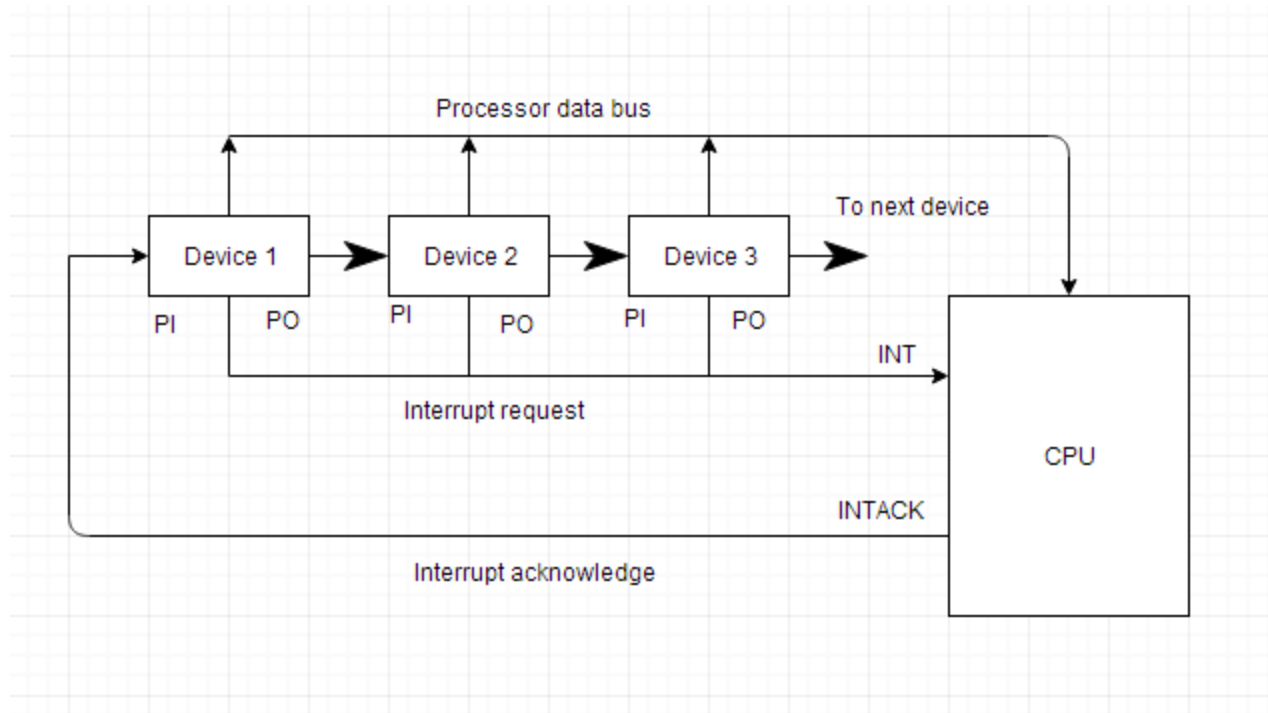 Processor data bus
To next device
Device 1
Device 2
Device 3
PI
PO
PI
PO
PI
PO
INT
Interrupt request
CPU
INTACK
Interrupt acknowledge